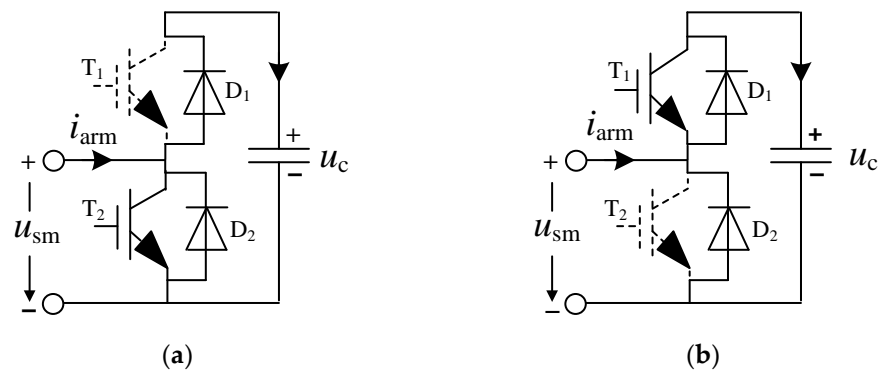 T1
D1
iarm
+
+
−
uc
T2
D2
usm
−
(a)
T1
D1
iarm
+
+
−
uc
T2
D2
usm
−
(b)